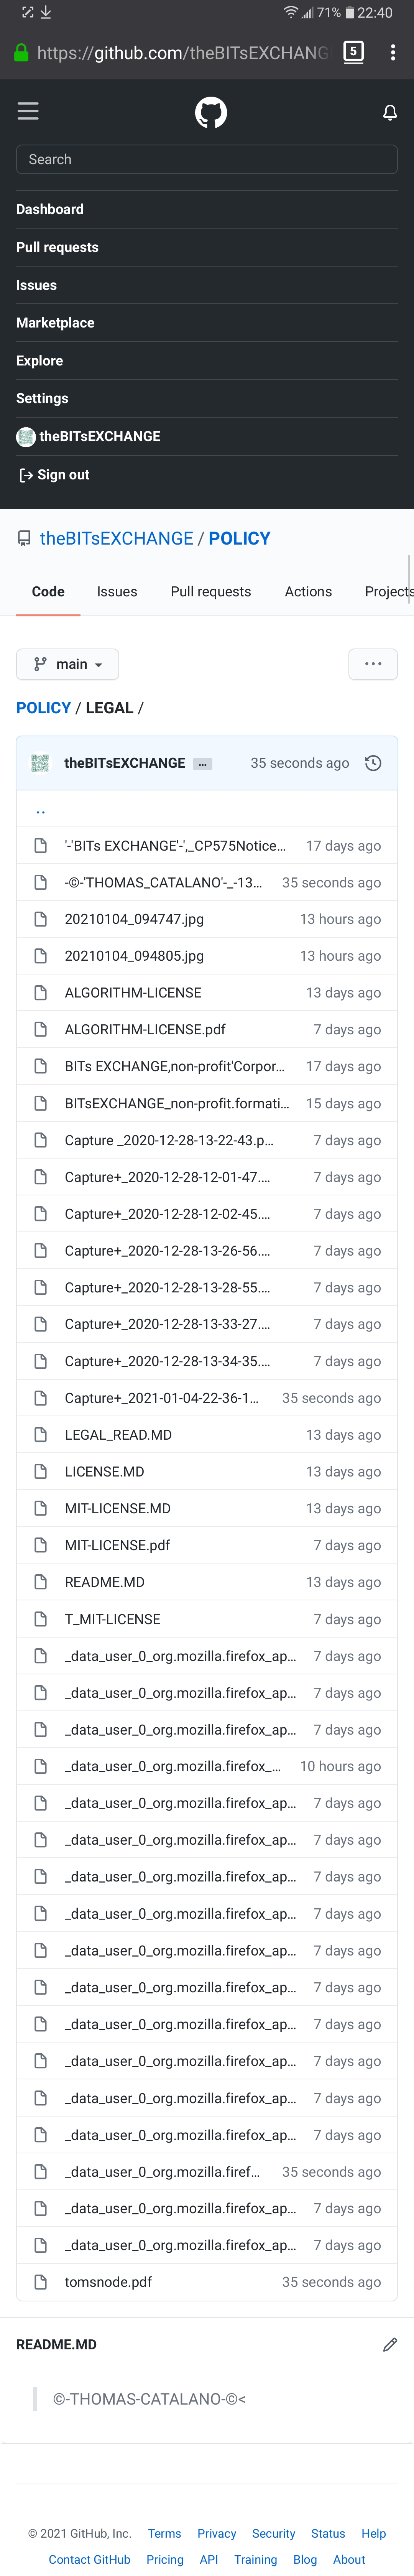 71% 22:40
https://github.com/theBITsEXCHANG
5
Search
Dashboard
Pull requests
Issues
Marketplace
Explore
Settings
theBITsEXCHANGE
Sign out
theBITsEXCHANGE / POLICY
Code Issues Pull requests Actions Projects
main
POLICY / LEGAL /
theBITsEXCHANGE ... 35 seconds ago
..
'-'BITs EXCHANGE'-',_CP575Notice... 17 days ago
-©-'THOMAS_CATALANO'-_-13... 35 seconds ago
20210104_094747.jpg 13 hours ago
20210104_094805.jpg 13 hours ago
ALGORITHM-LICENSE 13 days ago
ALGORITHM-LICENSE.pdf 7 days ago
BITs EXCHANGE,non-profit'Corpor... 17 days ago
BITsEXCHANGE_non-profit.formati... 15 days ago
Capture _2020-12-28-13-22-43.p... 7 days ago
Capture+_2020-12-28-12-01-47.... 7 days ago
Capture+_2020-12-28-12-02-45.... 7 days ago
Capture+_2020-12-28-13-26-56.... 7 days ago
Capture+_2020-12-28-13-28-55.... 7 days ago
Capture+_2020-12-28-13-33-27.... 7 days ago
Capture+_2020-12-28-13-34-35.... 7 days ago
Capture+_2021-01-04-22-36-1... 35 seconds ago
LEGAL_READ.MD 13 days ago
LICENSE.MD 13 days ago
MIT-LICENSE.MD 13 days ago
MIT-LICENSE.pdf 7 days ago
README.MD 13 days ago
T_MIT-LICENSE 7 days ago
_data_user_0_org.mozilla.firefox_ap... 7 days ago
_data_user_0_org.mozilla.firefox_ap... 7 days ago
_data_user_0_org.mozilla.firefox_ap... 7 days ago
_data_user_0_org.mozilla.firefox_... 10 hours ago
_data_user_0_org.mozilla.firefox_ap... 7 days ago
_data_user_0_org.mozilla.firefox_ap... 7 days ago
_data_user_0_org.mozilla.firefox_ap... 7 days ago
_data_user_0_org.mozilla.firefox_ap... 7 days ago
_data_user_0_org.mozilla.firefox_ap... 7 days ago
_data_user_0_org.mozilla.firefox_ap... 7 days ago
_data_user_0_org.mozilla.firefox_ap... 7 days ago
_data_user_0_org.mozilla.firefox_ap... 7 days ago
_data_user_0_org.mozilla.firefox_ap... 7 days ago
_data_user_0_org.mozilla.firefox_ap... 7 days ago
_data_user_0_org.mozilla.firef... 35 seconds ago
_data_user_0_org.mozilla.firefox_ap... 7 days ago
_data_user_0_org.mozilla.firefox_ap... 7 days ago
tomsnode.pdf 35 seconds ago
README.MD
©-THOMAS-CATALANO-©<
© 2021 GitHub, Inc. Terms Privacy Security Status Help
Contact GitHub Pricing API Training Blog About